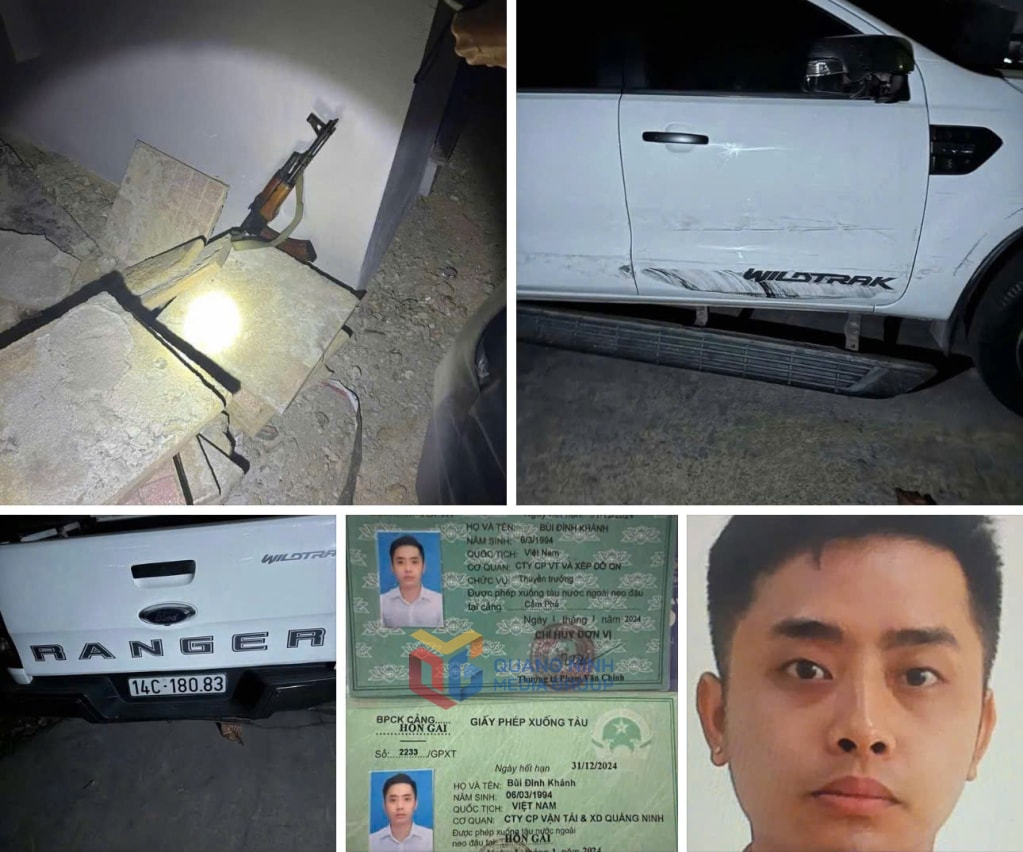 WILDTRAK
WILDTRA
RANGER
14C-180.83
HỌ VÀ TÊN: BÙI ĐÌNH KHÁNH
NĂM SINH: 6/3/1994
QUỐC TỊCH: Việt Nam
CƠ QUAN: CTY CP VT VÀ XẾP DỠ QN
CHỨC VỤ: Thuyền trưởng
Được phép xuống tàu nước ngoài neo đậu
tại cảng Cẩm Phả
Ngày 1 tháng 1 năm 2024
CHỈ HUY ĐƠN VỊ
QUANG NINH
MEDIA GROUP
Thượng tá Phạm Văn Chinh
BPCK CẢNG......
HÒN GAI
GIẤY PHÉP XUỐNG TÀU
Số: 2233 /GPXT
Ngày hết hạn 31/12/2024
HỌ VÀ TÊN: Bùi Đình Khánh
NĂM SINH: 06/03/1994
QUỐC TỊCH: VIỆT NAM
CƠ QUAN: CTY CP VẬN TẢI & XD QUẢNG NINH
Được phép xuống tàu nước ngoài
neo đậu tại: HÒN GAI
1 năm 2024